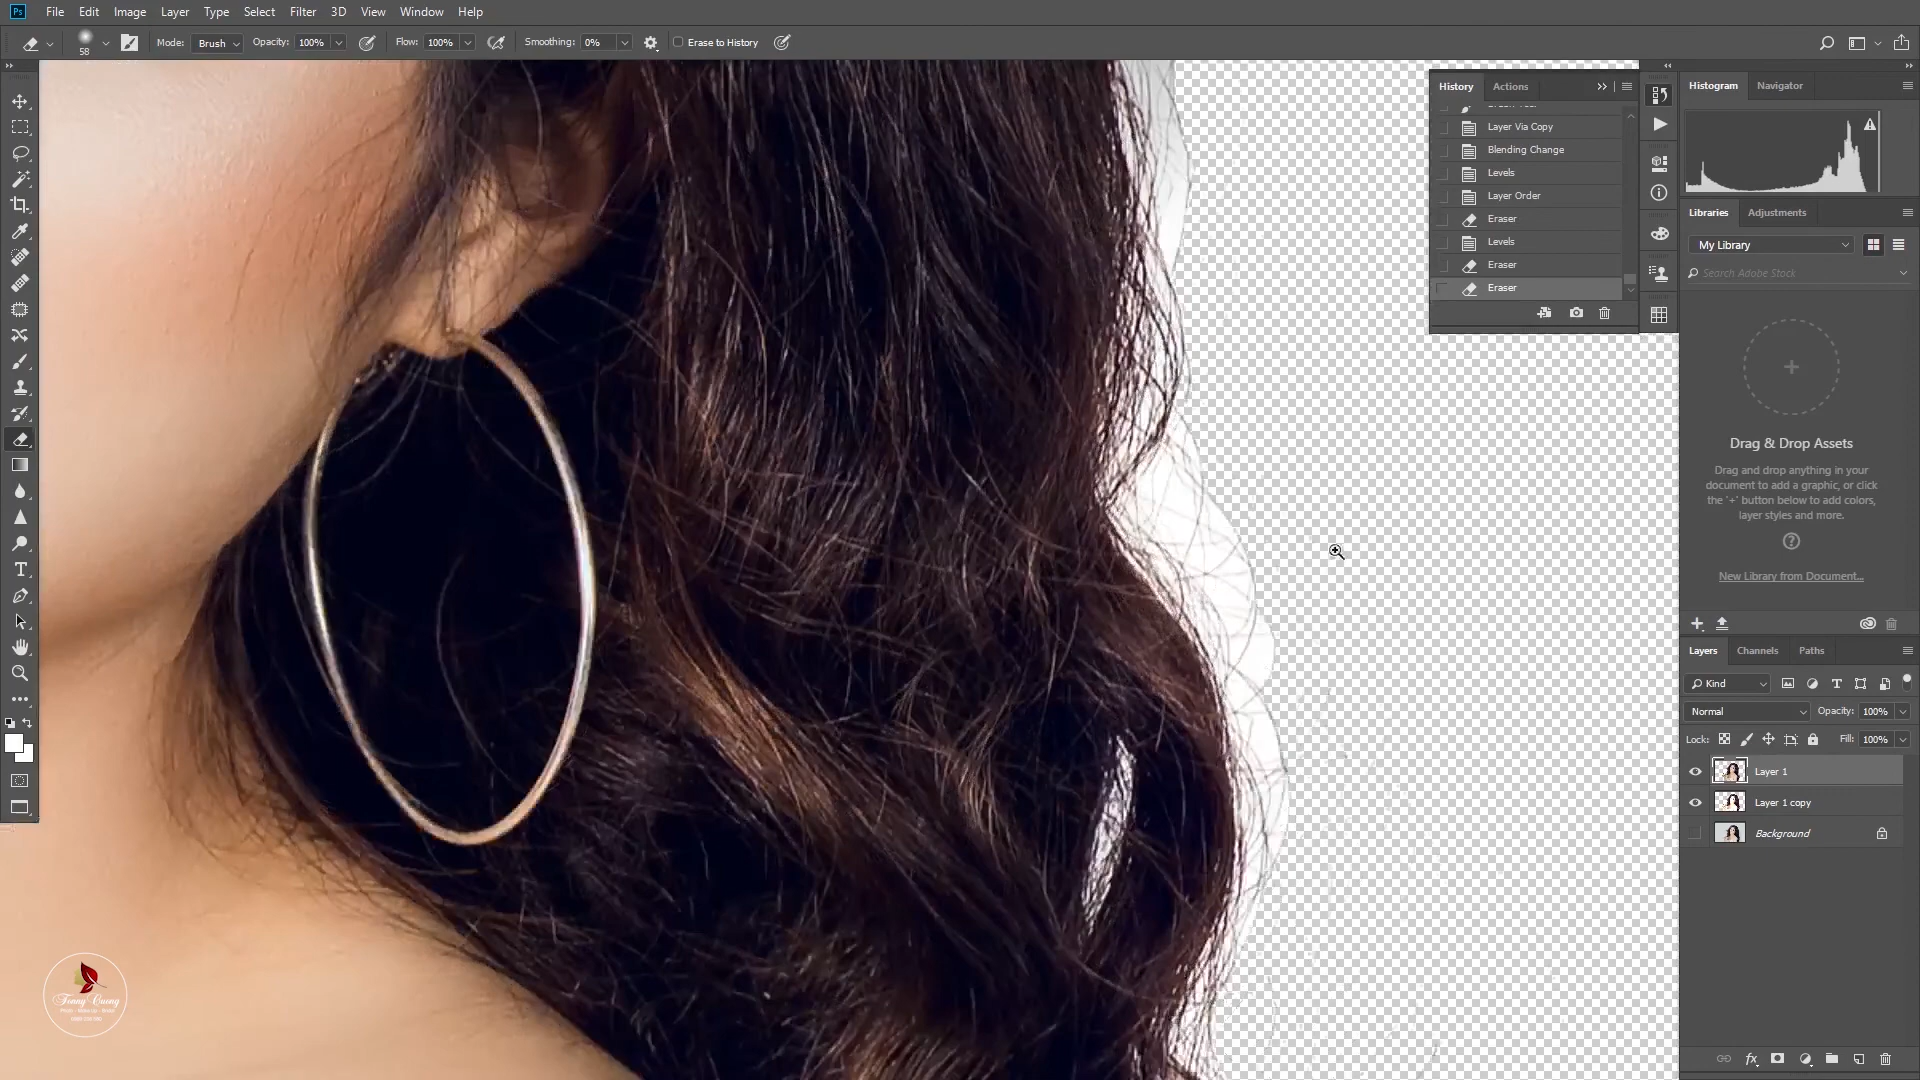 Ps File Edit Image Layer Type Select Filter 3D View Window Help
58 Mode: Brush Opacity: 100% Flow: 100% Smoothing: 0% Erase to History
History Actions
Layer Via Copy
Blending Change
Levels
Layer Order
Eraser
Levels
Eraser
Eraser
Histogram Navigator
Libraries Adjustments
My Library
Search Adobe Stock
Drag & Drop Assets
Drag and drop anything in your
document to add a graphic, or click
the '+' button below to add colors,
layer styles and more.
New Library from Document...
Layers Channels Paths
Kind
Normal Opacity: 100%
Lock: Fill: 100%
Layer 1
Layer 1 copy
Background
Tonny Cuong